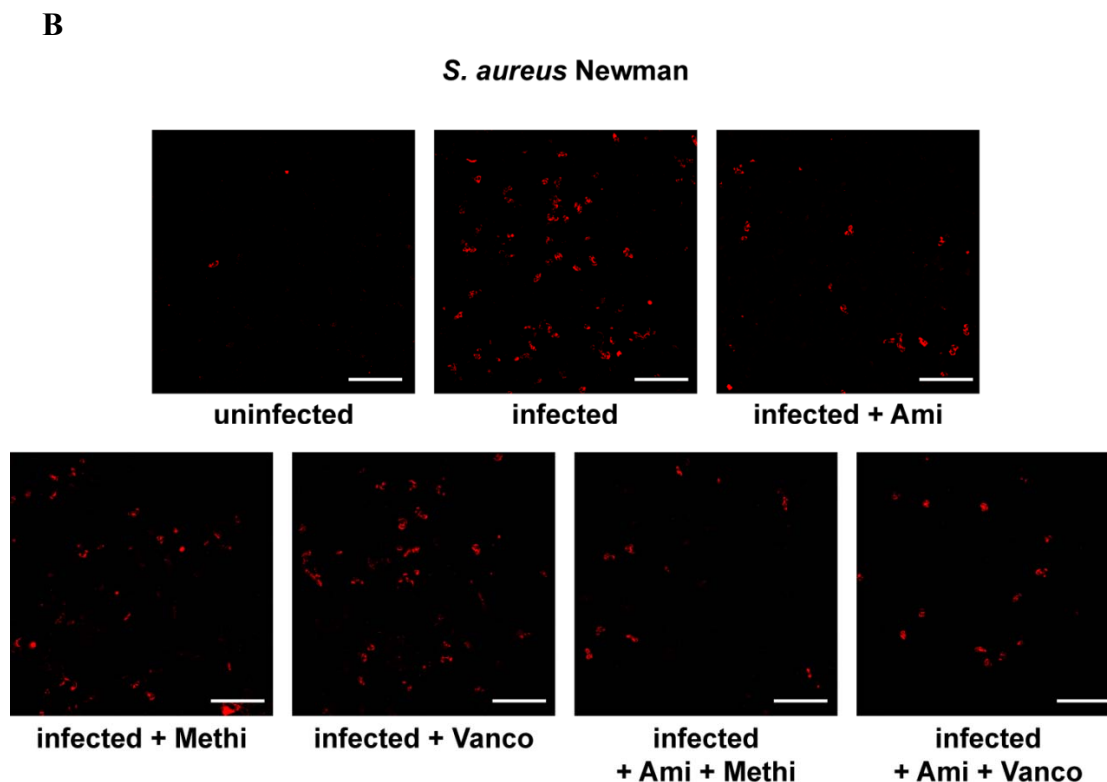 B
S. aureus Newman
uninfected
infected
infected + Ami
infected + Methi
infected + Vanco
infected
+ Ami + Methi
infected
+ Ami + Vanco